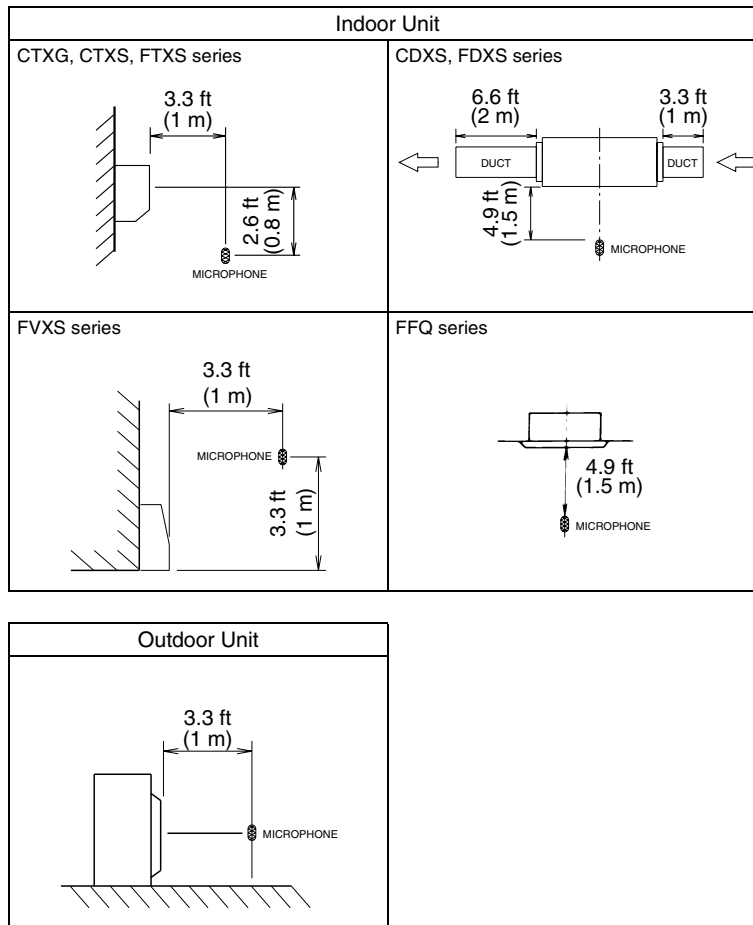 Indoor Unit
CTXG, CTXS, FTXS series
3.3 ft
(1 m)
2.6 ft
(0.8 m)
MICROPHONE
CDXS, FDXS series
6.6 ft
(2 m)
3.3 ft
(1 m)
DUCT
DUCT
4.9 ft
(1.5 m)
MICROPHONE
FVXS series
3.3 ft
(1 m)
MICROPHONE
3.3 ft
(1 m)
FFQ series
4.9 ft
(1.5 m)
MICROPHONE
Outdoor Unit
3.3 ft
(1 m)
MICROPHONE